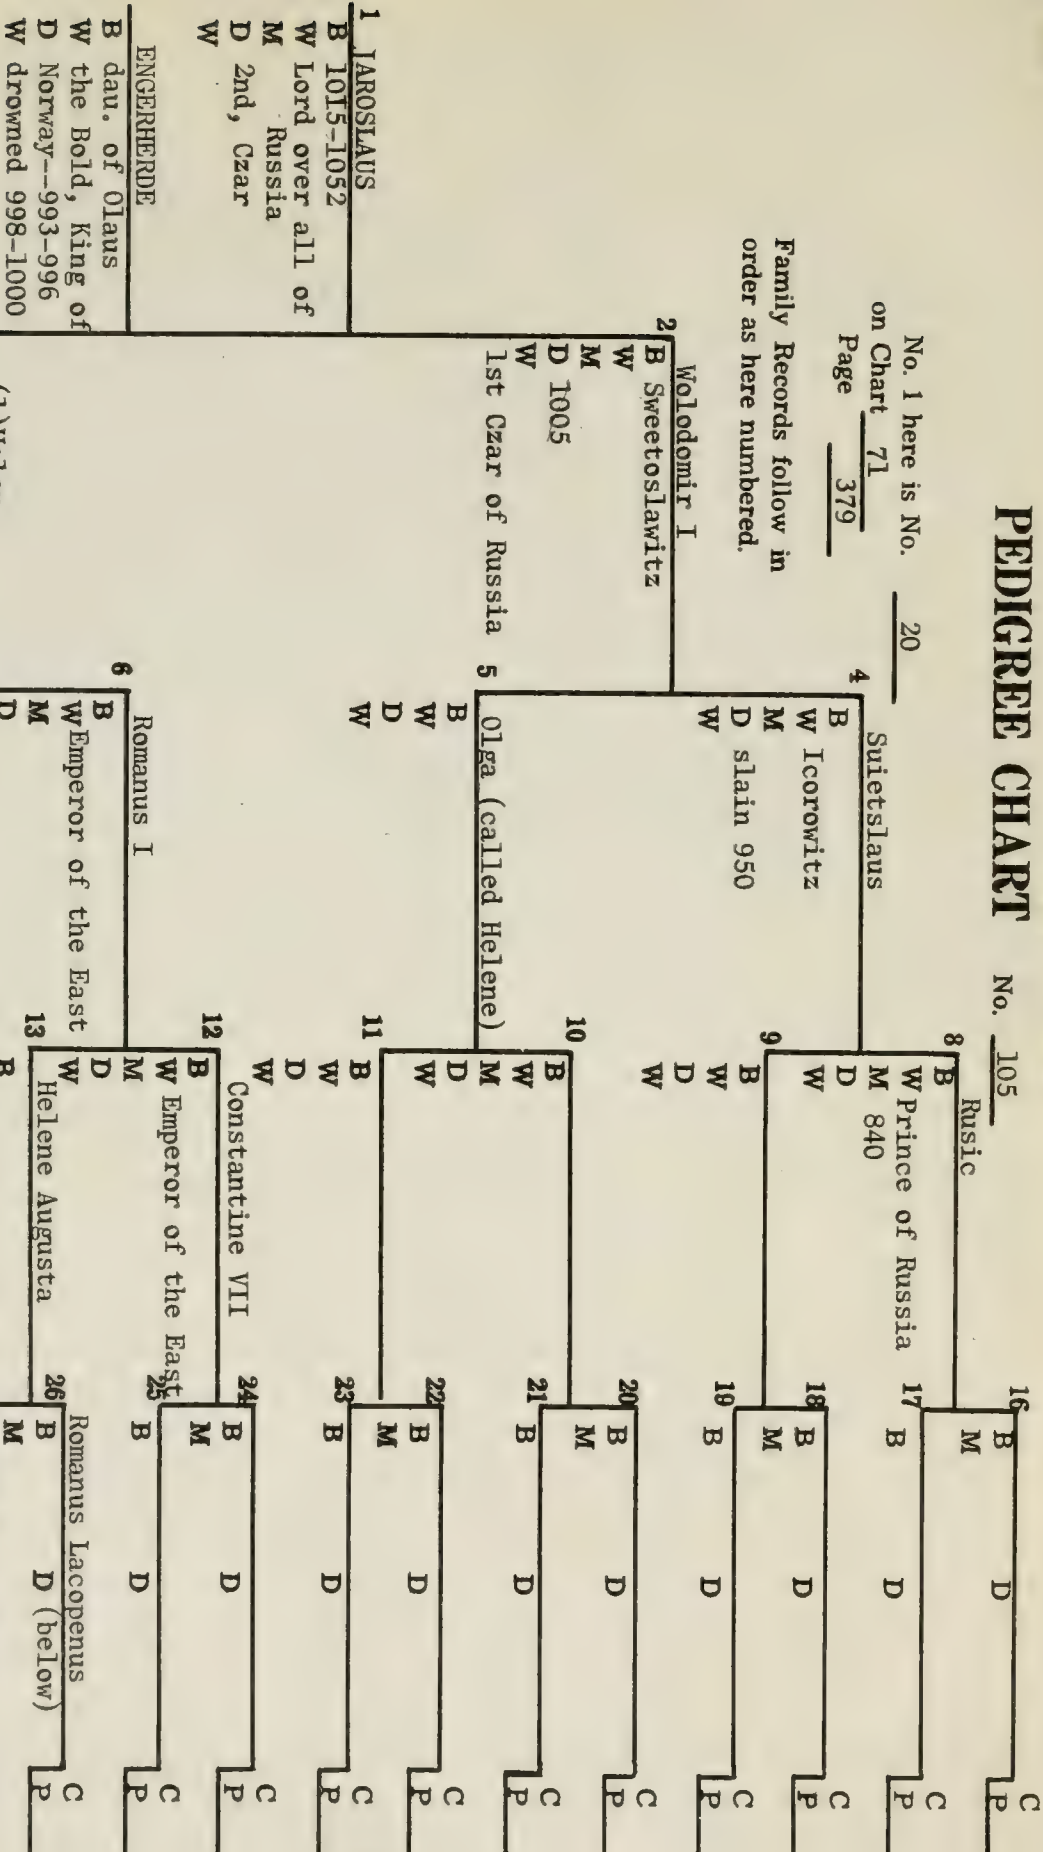 PEDIGREE CHART No. 105
No. 1 here is No. 20
on Chart 71
Page 379
Family Records follow in
order as here numbered.
1 JAROSLAUS
B 1015-1052
W Lord over all of
M Russia
D 2nd, Czar
W
ENGERHERDE
B dau. of Olaus
W the Bold, King of
D Norway--993-996
W drowned 998-1000
2 Wolodomir I
B Sweetoslawitz
W
M
D 1005
W
1st Czar of Russia
4 Suietslaus
B
W Icorowitz
M
D slain 950
W
5 Olga (called Helene)
B
W
D
W
6 Romanus I
B
W Emperor of the East
M
D
8 Rusic
B
W Prince of Russia
M 840
D
W
9
B
W
D
W
10
B
W
M
D
W
11
B
W
D
W
12 Constantine VII
B
W Emperor of the East
M
D
W
13 Helene Augusta
B
16
B D
M
17
B D
18
B D
M
19
B D
20
B D
M
21
B D
22
B D
M
23
B D
24
B D
M
25
B D
26 Romanus Lacopenus
B D (below)
M
C
P
C
P
C
P
C
P
C
P
C
P
C
P
C
P
C
P
C
P
C
P